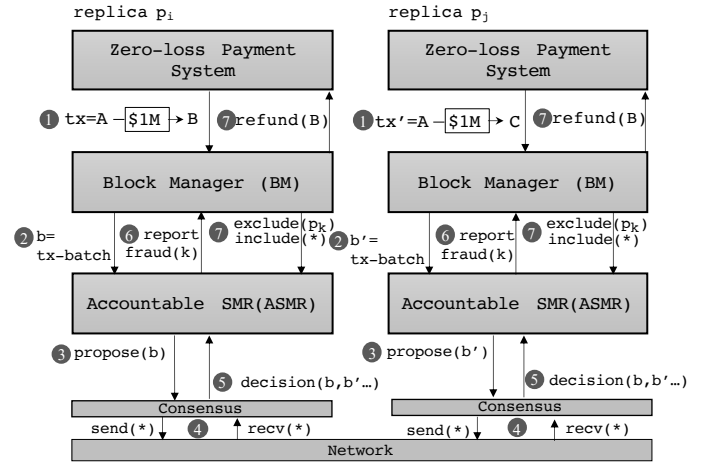 replica pi replica pj
Zero-loss Payment System Zero-loss Payment System
1 tx=A $1M B 7 refund(B) 1 tx'=A $1M C 7 refund(B)
Block Manager (BM) Block Manager (BM)
2 b= tx-batch 6 report fraud(k) 7 exclude(pk) include(*) 2 b'= tx-batch 6 report fraud(k) 7 exclude(pk) include(*)
Accountable SMR(ASMR) Accountable SMR(ASMR)
3 propose(b) 3 propose(b')
5 decision(b,b'…) 5 decision(b,b'…)
Consensus Consensus
send(*) 4 recv(*) send(*) 4 recv(*)
Network